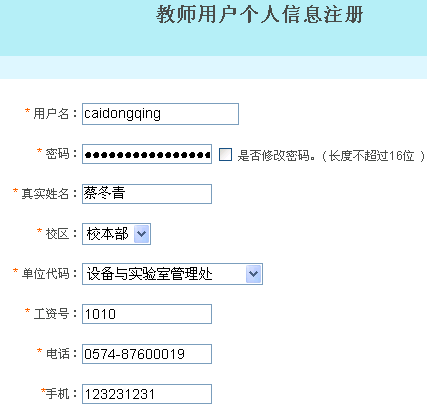 教师用户个人信息注册
* 用户名： caidongqing
* 密码： ●●●●●●●●●●●●●●●● 是否修改密码。( 长度不超过16位 )
* 真实姓名： 蔡冬青
* 校区： 校本部
* 单位代码： 设备与实验室管理处
* 工资号： 1010
* 电话： 0574-87600019
*手机： 123231231